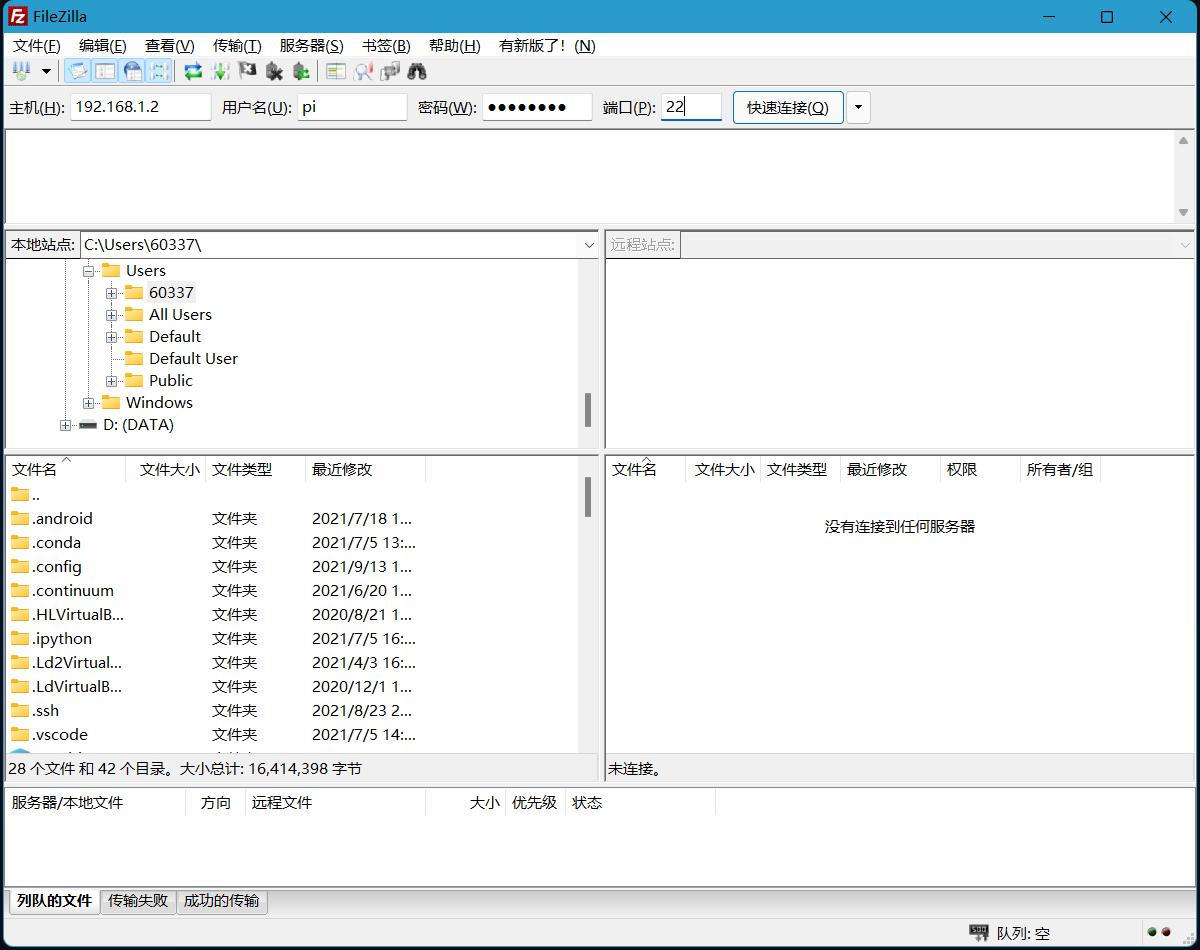 FileZilla
文件(F) 编辑(E) 查看(V) 传输(T) 服务器(S) 书签(B) 帮助(H) 有新版了！(N)
主机(H): 192.168.1.2 用户名(U): pi 密码(W): ●●●●●●●● 端口(P): 22 快速连接(Q)
本地站点: C:\Users\60337\
远程站点:
Users
60337
All Users
Default
Default User
Public
Windows
D: (DATA)
文件名 文件大小 文件类型 最近修改
..
.android 文件夹 2021/7/18 1...
.conda 文件夹 2021/7/5 13:...
.config 文件夹 2021/9/13 1...
.continuum 文件夹 2021/6/20 1...
.HLVirtualB... 文件夹 2020/8/21 1...
.ipython 文件夹 2021/7/5 16:...
.Ld2Virtual... 文件夹 2021/4/3 16:...
.LdVirtualB... 文件夹 2020/12/1 1...
.ssh 文件夹 2021/8/23 2...
.vscode 文件夹 2021/7/5 14:...
28 个文件 和 42 个目录。大小总计: 16,414,398 字节
文件名 文件大小 文件类型 最近修改 权限 所有者/组
没有连接到任何服务器
未连接。
服务器/本地文件 方向 远程文件 大小 优先级 状态
列队的文件 传输失败 成功的传输
队列: 空